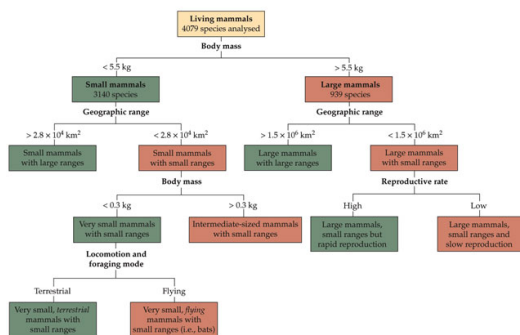 Living mammals
4079 species analysed
Body mass
< 5.5 kg
> 5.5 kg
Small mammals
3140 species
Large mammals
939 species
Geographic range
Geographic range
> 2.8 × 10⁴ km²
< 2.8 × 10⁴ km²
> 1.5 × 10⁶ km²
< 1.5 × 10⁶ km²
Small mammals
with large ranges
Small mammals
with small ranges
Large mammals
with large ranges
Large mammals
with small ranges
Body mass
Reproductive rate
< 0.3 kg
> 0.3 kg
High
Low
Very small mammals
with small ranges
Intermediate-sized mammals
with small ranges
Large mammals,
small ranges but
rapid reproduction
Large mammals,
small ranges and
slow reproduction
Locomotion and
foraging mode
Terrestrial
Flying
Very small, terrestrial
mammals with
small ranges
Very small, flying
mammals with
small ranges (i.e., bats)